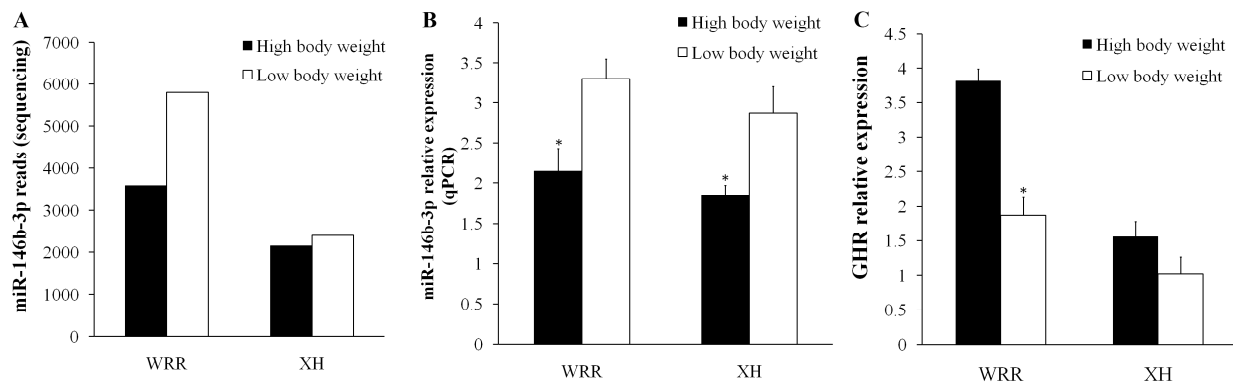 A
miR-146b-3p reads (sequencing)
7000
6000
5000
4000
3000
2000
1000
0
High body weight
Low body weight
WRR
XH
B
miR-146b-3p relative expression
(qPCR)
4
3.5
3
2.5
2
1.5
1
0.5
0
High body weight
Low body weight
*
*
WRR
XH
C
GHR relative expression
4.5
4
3.5
3
2.5
2
1.5
1
0.5
0
High body weight
Low body weight
*
WRR
XH